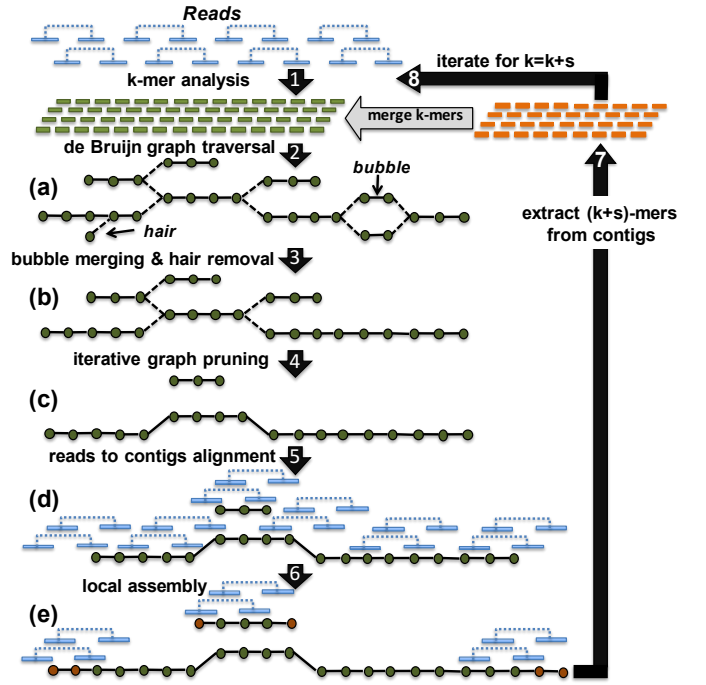 Reads
iterate for k=k+s
8
k-mer analysis 1
merge k-mers
7
de Bruijn graph traversal 2
bubble
(a)
extract (k+s)-mers
from contigs
hair
bubble merging & hair removal 3
(b)
iterative graph pruning 4
(c)
reads to contigs alignment 5
(d)
local assembly 6
(e)